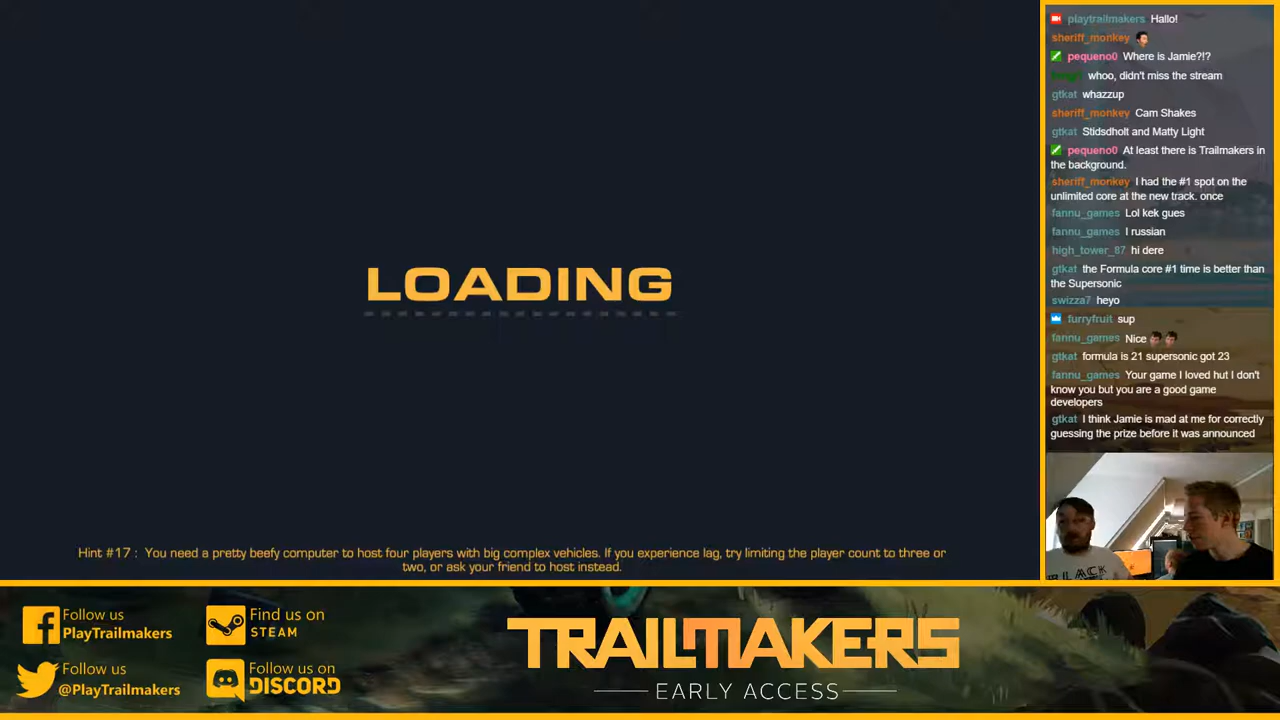 playtrailmakers Hallo!
sheriff_monkey
pequeno0 Where is Jamie?!?
whoo, didn't miss the stream
gtkat whazzup
sheriff_monkey Cam Shakes
gtkat Stidsdholt and Matty Light
pequeno0 At least there is Trailmakers in
the background.
sheriff_monkey I had the #1 spot on the
unlimited core at the new track. once
fannu_games Lol kek gues
fannu_games I russian
high_tower_87 hi dere
gtkat the Formula core #1 time is better than
the Supersonic
swizza7 heyo
furryfruit sup
fannu_games Nice
gtkat formula is 21 supersonic got 23
fannu_games Your game I loved hut I don't
know you but you are a good game
developers
gtkat I think Jamie is mad at me for correctly
guessing the prize before it was announced
LOADING
Hint #17 : You need a pretty beefy computer to host four players with big complex vehicles. If you experience lag, try limiting the player count to three or
two, or ask your friend to host instead.
BLACK
Follow us
PlayTrailmakers
Find us on
STEAM
Follow us
@PlayTrailmakers
Follow us on
DISCORD
TRAILMAKERS
EARLY ACCESS